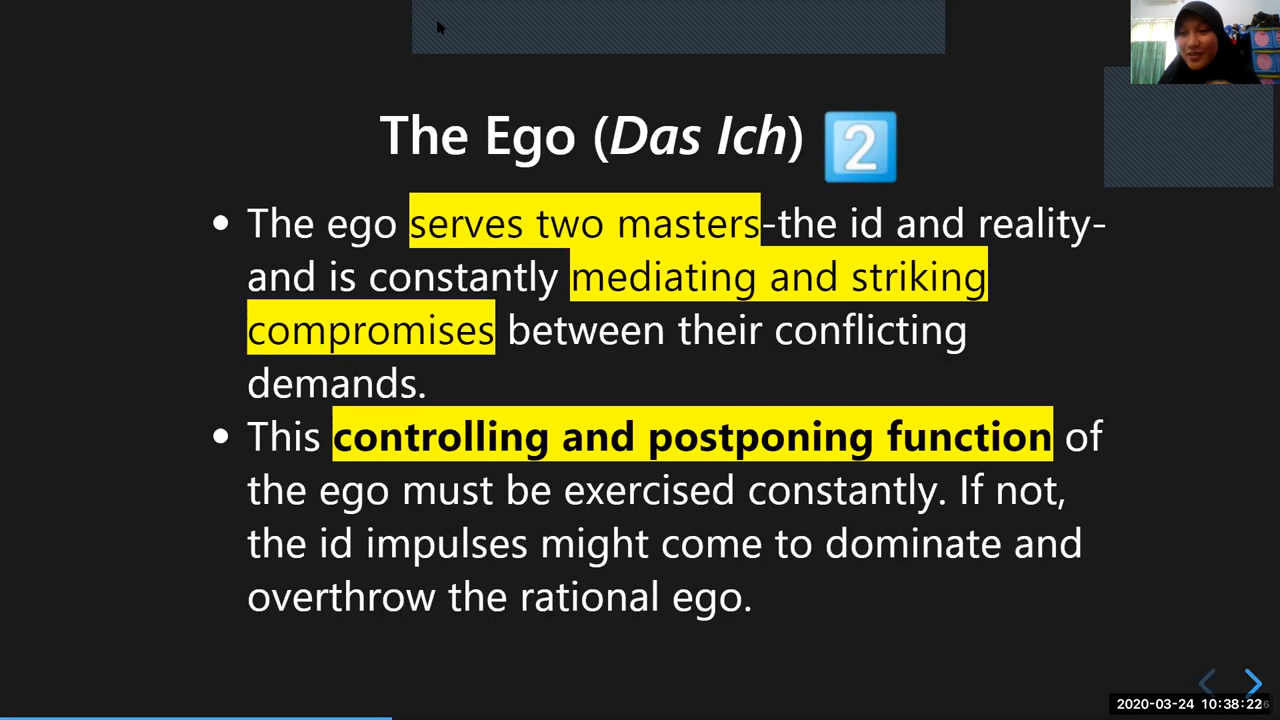 The Ego (Das Ich) 2
• The ego serves two masters-the id and reality-
and is constantly mediating and striking
compromises between their conflicting
demands.
• This controlling and postponing function of
the ego must be exercised constantly. If not,
the id impulses might come to dominate and
overthrow the rational ego.
2020-03-24 10:38:22